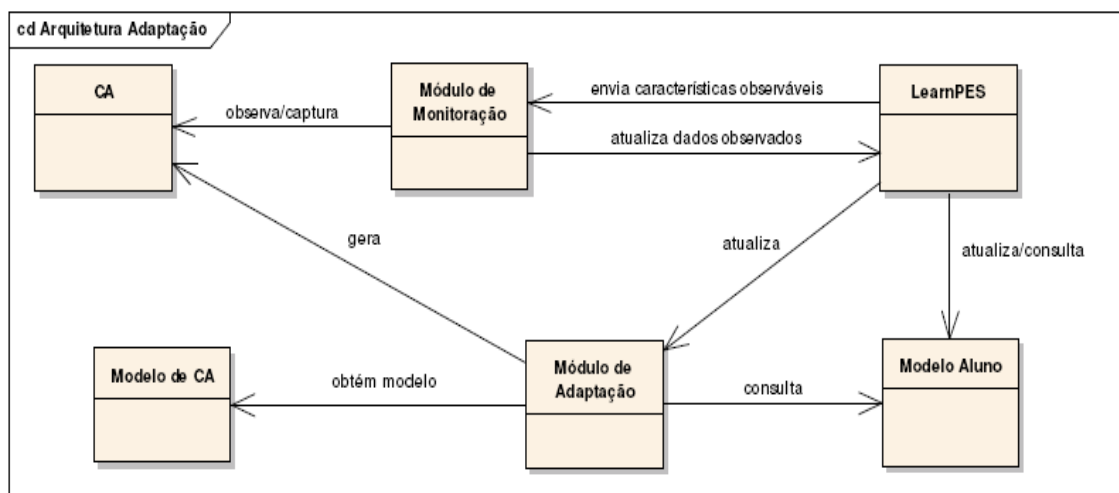 cd Arquitetura Adaptação
CA
Módulo de
Monitoração
LearnPES
envia características observáveis
observa/captura
atualiza dados observados
gera
atualiza
atualiza/consulta
Modelo de CA
obtém modelo
Módulo de
Adaptação
consulta
Modelo Aluno